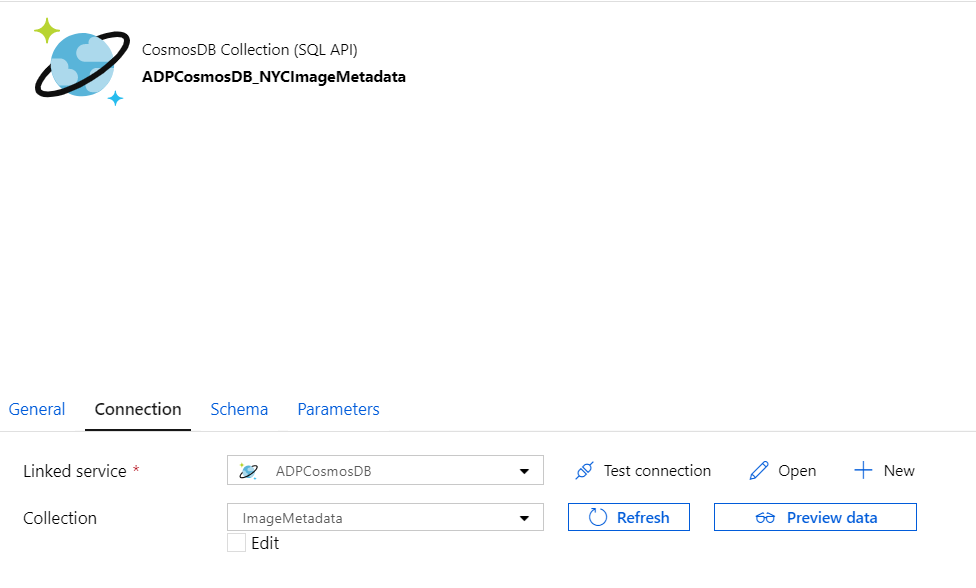 CosmosDB Collection (SQL API)
ADPCosmosDB_NYCImageMetadata
General Connection Schema Parameters
Linked service * ADPCosmosDB Test connection Open New
Collection ImageMetadata Refresh Preview data
Edit